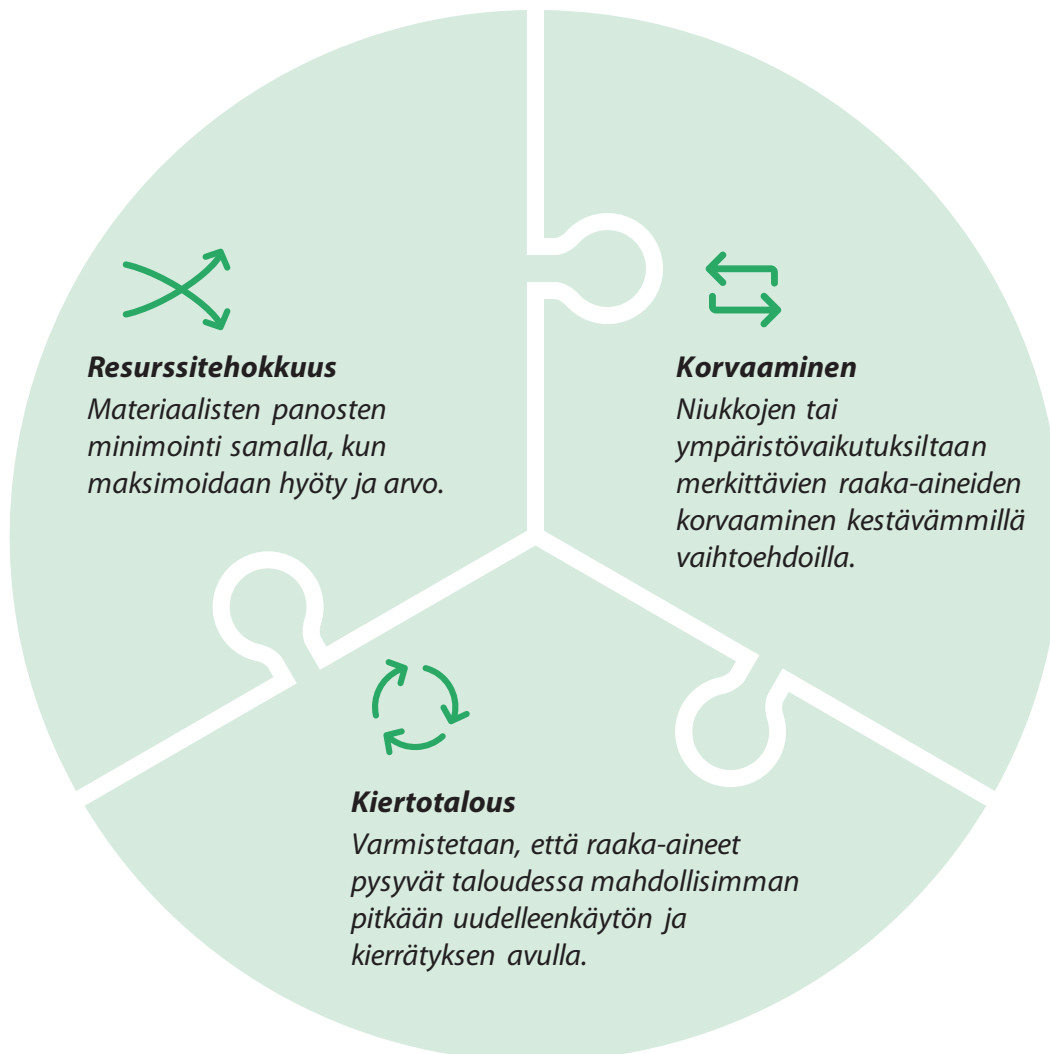 Resurssitehokkuus
Materiaalisten panosten
minimointi samalla, kun
maksimoidaan hyöty ja arvo.
Korvaaminen
Niukkojen tai
ympäristövaikutuksiltaan
merkittävien raaka-aineiden
korvaaminen kestävämmillä
vaihtoehdoilla.
Kiertotalous
Varmistetaan, että raaka-aineet
pysyvät taloudessa mahdollisimman
pitkään uudelleenkäytön ja
kierrätyksen avulla.